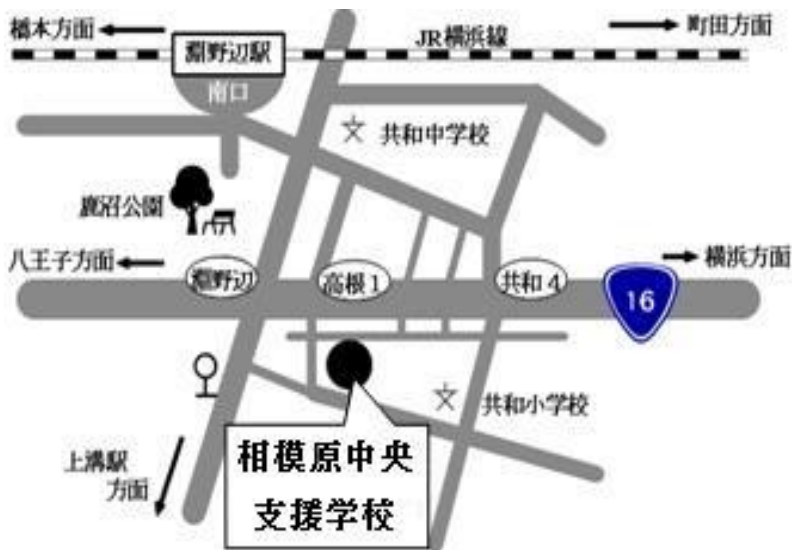 橋本方面
JR横浜線
町田方面
淵野辺駅
南口
共和中学校
鹿沼公園
八王子方面
淵野辺
高根1
共和4
横浜方面
16
共和小学校
上溝駅
方面
相模原中央
支援学校